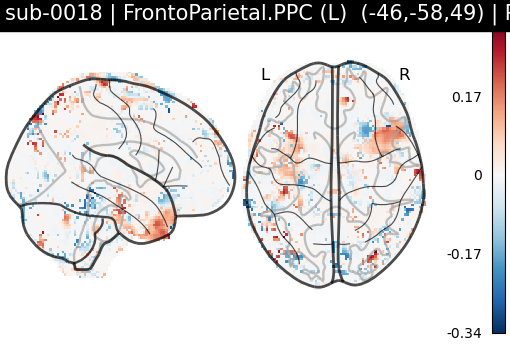 sub-0018 | FrontoParietal.PPC (L)  (-46,-58,49) |
L
R
0.17
0
-0.17
-0.34